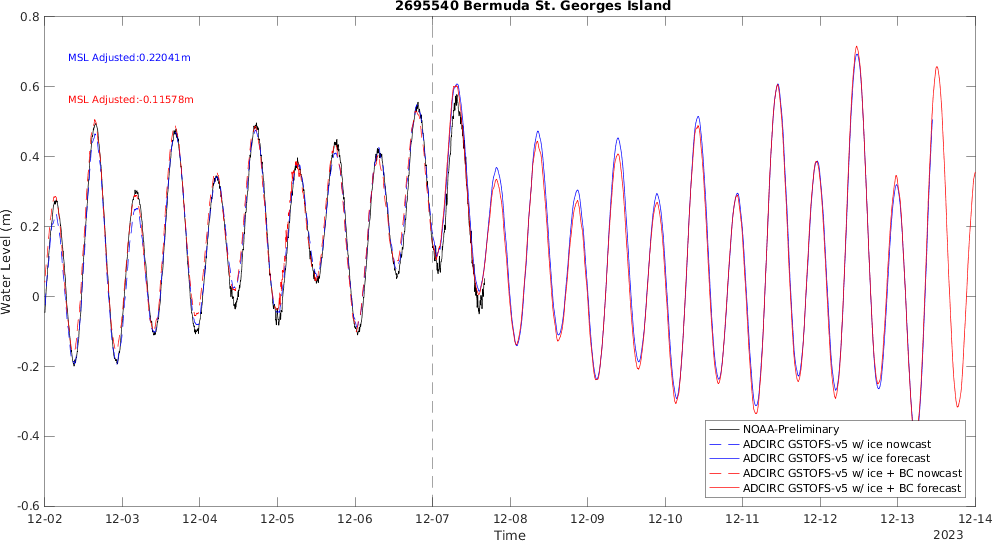 2695540 Bermuda St. Georges Island
0.8
MSL Adjusted:0.22041m
0.6
MSL Adjusted:-0.11578m
0.4
0.2
0
-0.2
-0.4
-0.6
Water Level (m)
NOAA-Preliminary
ADCIRC GSTOFS-v5 w/ ice nowcast
ADCIRC GSTOFS-v5 w/ ice forecast
ADCIRC GSTOFS-v5 w/ ice + BC nowcast
ADCIRC GSTOFS-v5 w/ ice + BC forecast
12-02 12-03 12-04 12-05 12-06 12-07 12-08 12-09 12-10 12-11 12-12 12-13 12-14
Time
2023